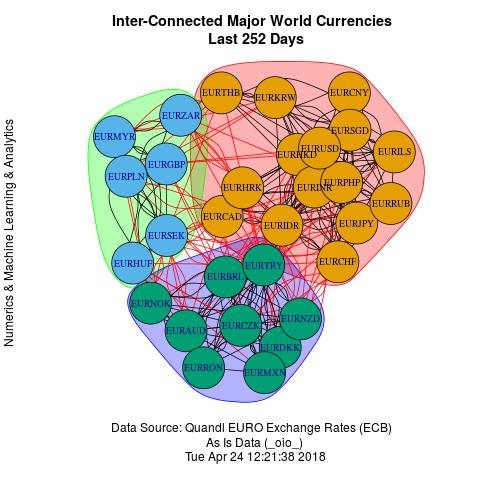 Inter-Connected Major World Currencies
Last 252 Days
Numerics & Machine Learning & Analytics
EURTHB
EURKRW
EURCNY
EURZAR
EURMYR
EURSGD
EURUSD
EURHKD
EURILS
EURGBP
EURPLN
EURHRK
EURINR
EURPHP
EURRUB
EURCAD
EURIDR
EURJPY
EURSEK
EURHUF
EURBRL
EURTRY
EURCHF
EURNOK
EURAUD
EURCZK
EURNZD
EURDKK
EURRON
EURMXN
Data Source: Quandl EURO Exchange Rates (ECB)
As Is Data (_oio_)
Tue Apr 24 12:21:38 2018